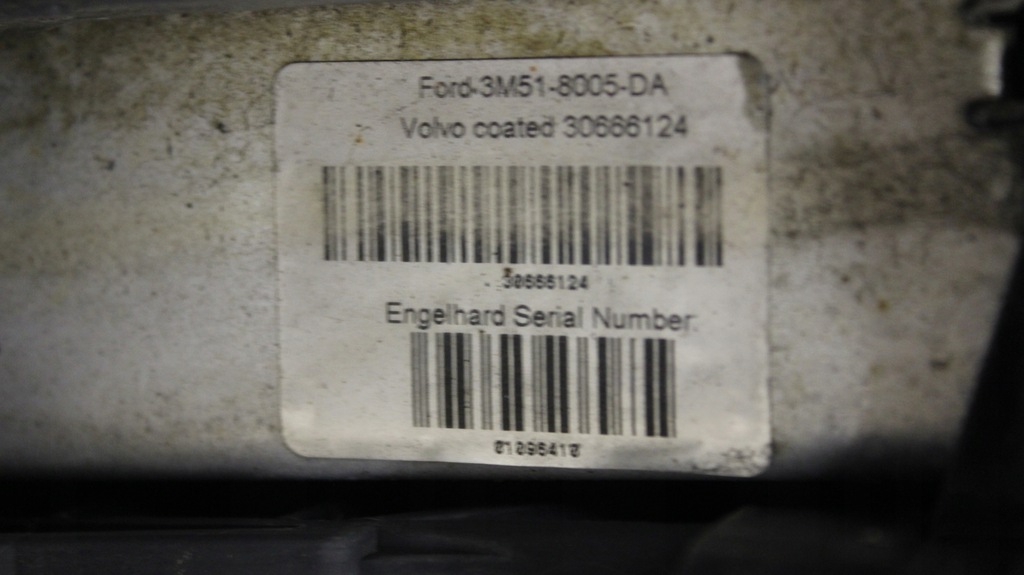 Ford-3M51-8005-DA
Volvo coated 30666124
30666124
Engelhard Serial Number:
01096410